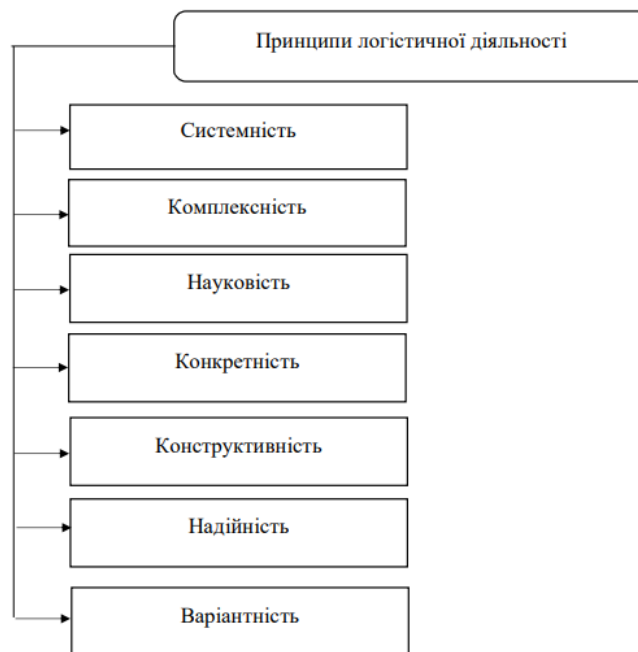 Принципи логістичної діяльності
Системність
Комплексність
Науковість
Конкретність
Конструктивність
Надійність
Варіантність